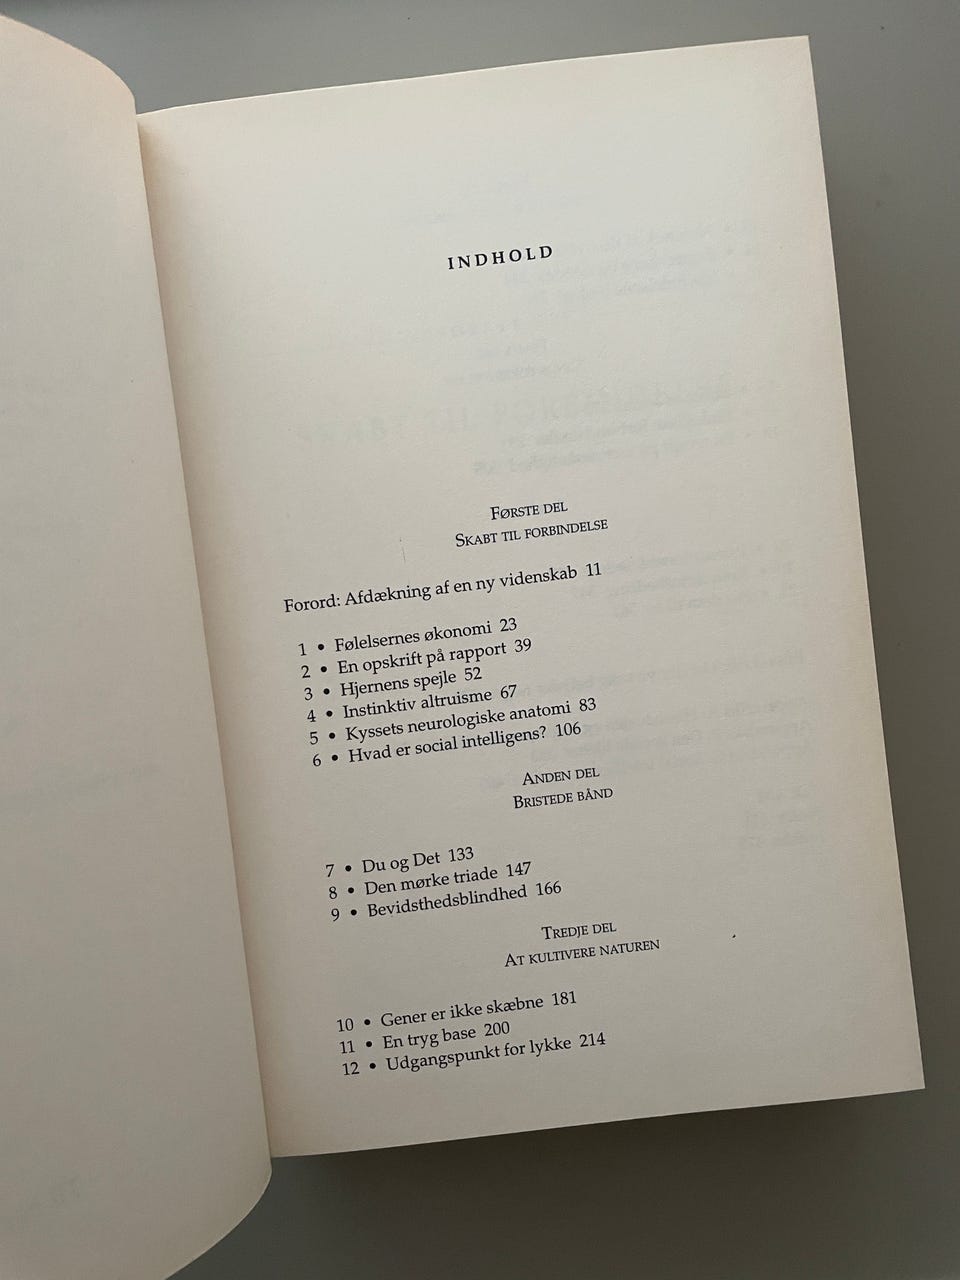 INDHOLD
FØRSTE DEL
SKABT TIL FORBINDELSE
Forord: Afdækning af en ny videnskab 11
1 • Følelsernes økonomi 23
2 • En opskrift på rapport 39
3 • Hjernens spejle 52
4 • Instinktiv altruisme 67
5 • Kyssets neurologiske anatomi 83
6 • Hvad er social intelligens? 106
ANDEN DEL
BRISTEDE BÅND
7 • Du og Det 133
8 • Den mørke triade 147
9 • Bevidsthedsblindhed 166
TREDJE DEL
AT KULTIVERE NATUREN
10 • Gener er ikke skæbne 181
11 • En tryg base 200
12 • Udgangspunkt for lykke 214